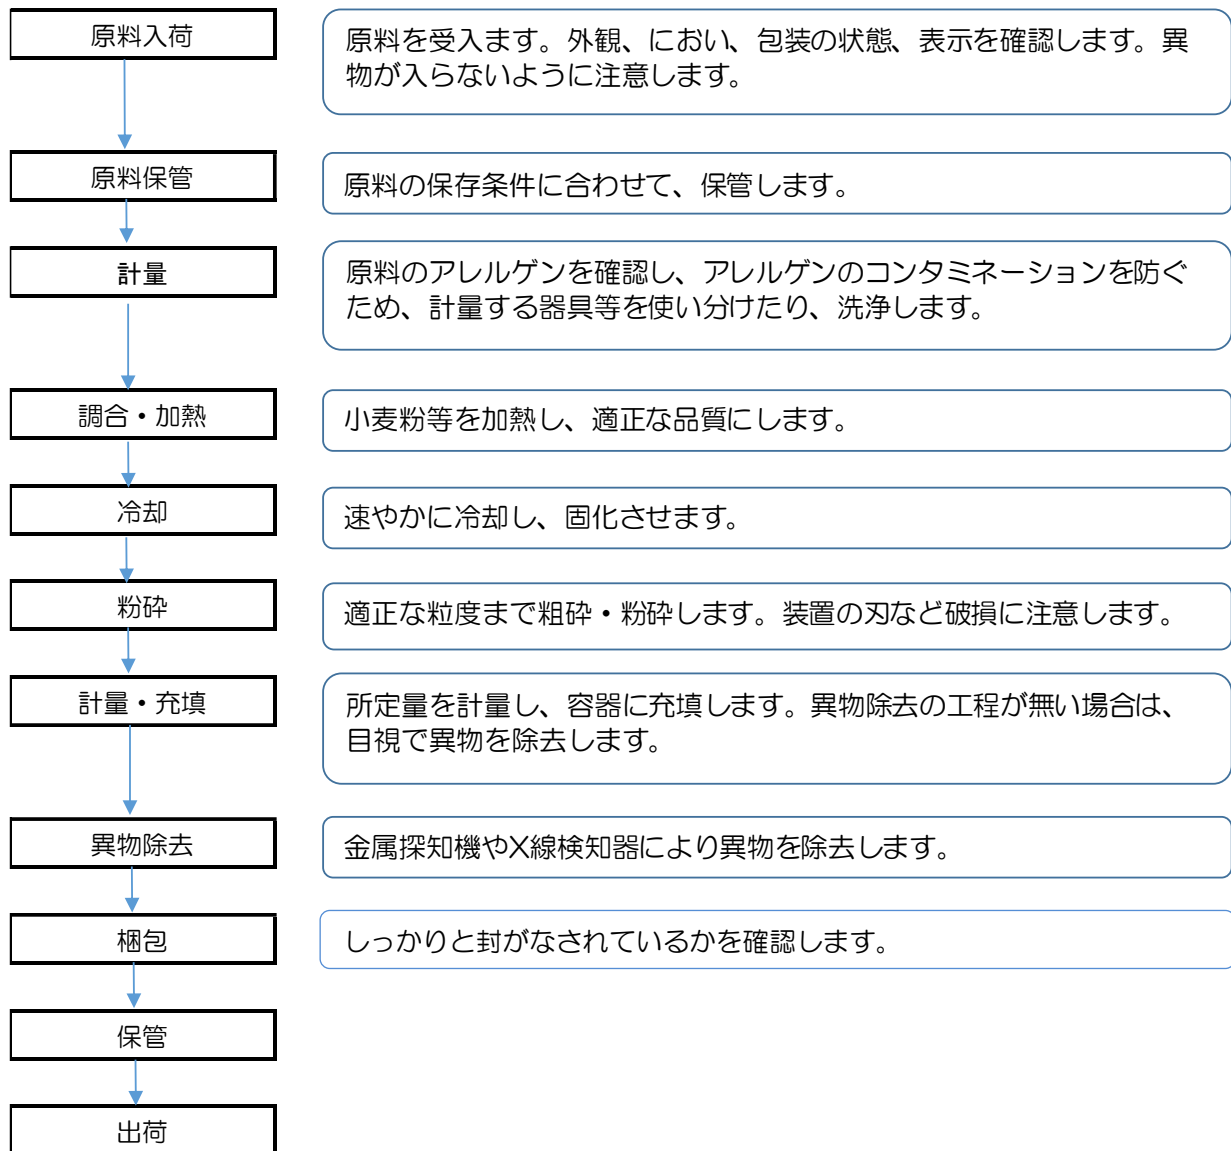 原料入荷
原料を受入ます。外観、におい、包装の状態、表示を確認します。異
物が入らないように注意します。
原料保管
原料の保存条件に合わせて、保管します。
計量
原料のアレルゲンを確認し、アレルゲンのコンタミネーションを防ぐ
ため、計量する器具等を使い分けたり、洗浄します。
調合・加熱
小麦粉等を加熱し、適正な品質にします。
冷却
速やかに冷却し、固化させます。
粉砕
適正な粒度まで粗砕・粉砕します。装置の刃など破損に注意します。
計量・充填
所定量を計量し、容器に充填します。異物除去の工程が無い場合は、
目視で異物を除去します。
異物除去
金属探知機やX線検知器により異物を除去します。
梱包
しっかりと封がなされているかを確認します。
保管
出荷